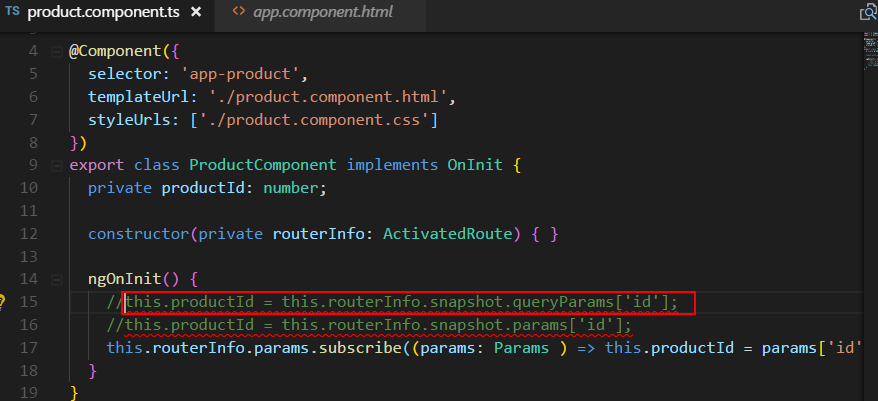 TS product.component.ts × <> app.component.html
4 @Component({
5 selector: 'app-product',
6 templateUrl: './product.component.html',
7 styleUrls: ['./product.component.css']
8 })
9 export class ProductComponent implements OnInit {
10 private productId: number;
11
12 constructor(private routerInfo: ActivatedRoute) { }
13
14 ngOnInit() {
15 //this.productId = this.routerInfo.snapshot.queryParams['id'];
16 //this.productId = this.routerInfo.snapshot.params['id'];
17 this.routerInfo.params.subscribe((params: Params ) => this.productId = params['id'
18 }
19 }